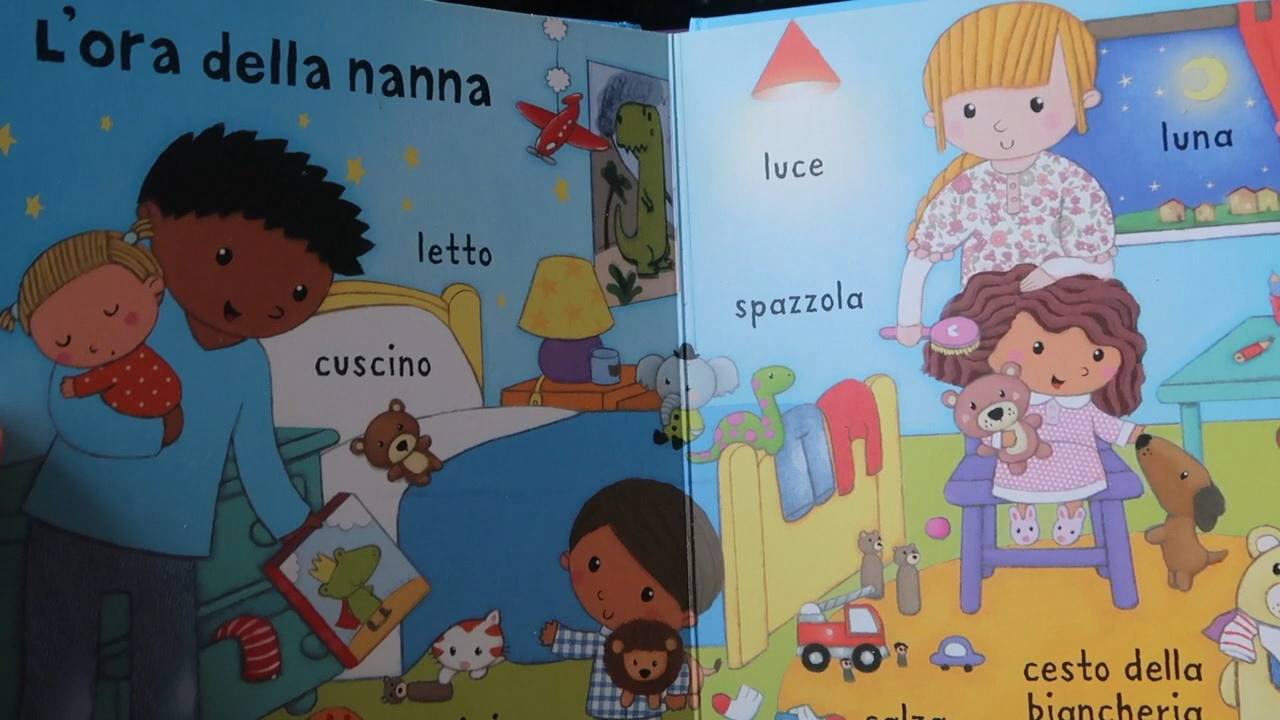 L'ora della nanna
letto
cuscino
luce
luna
spazzola
cesto della
biancheria